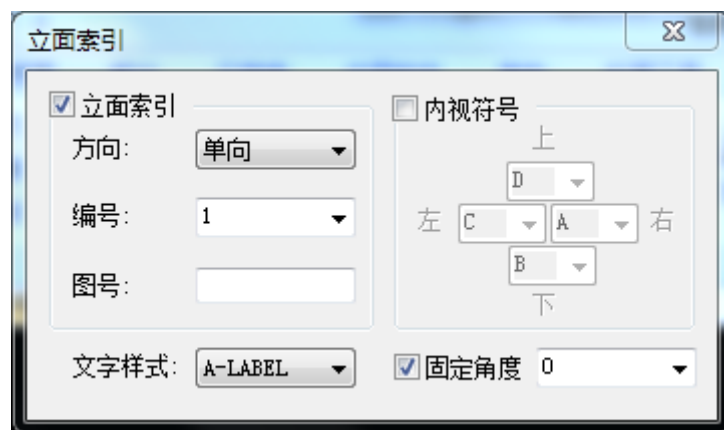 立面索引
立面索引 内视符号
方向: 单向 上
D
编号: 1 左 C A 右
B
图号: 下
文字样式: A-LABEL 固定角度 0